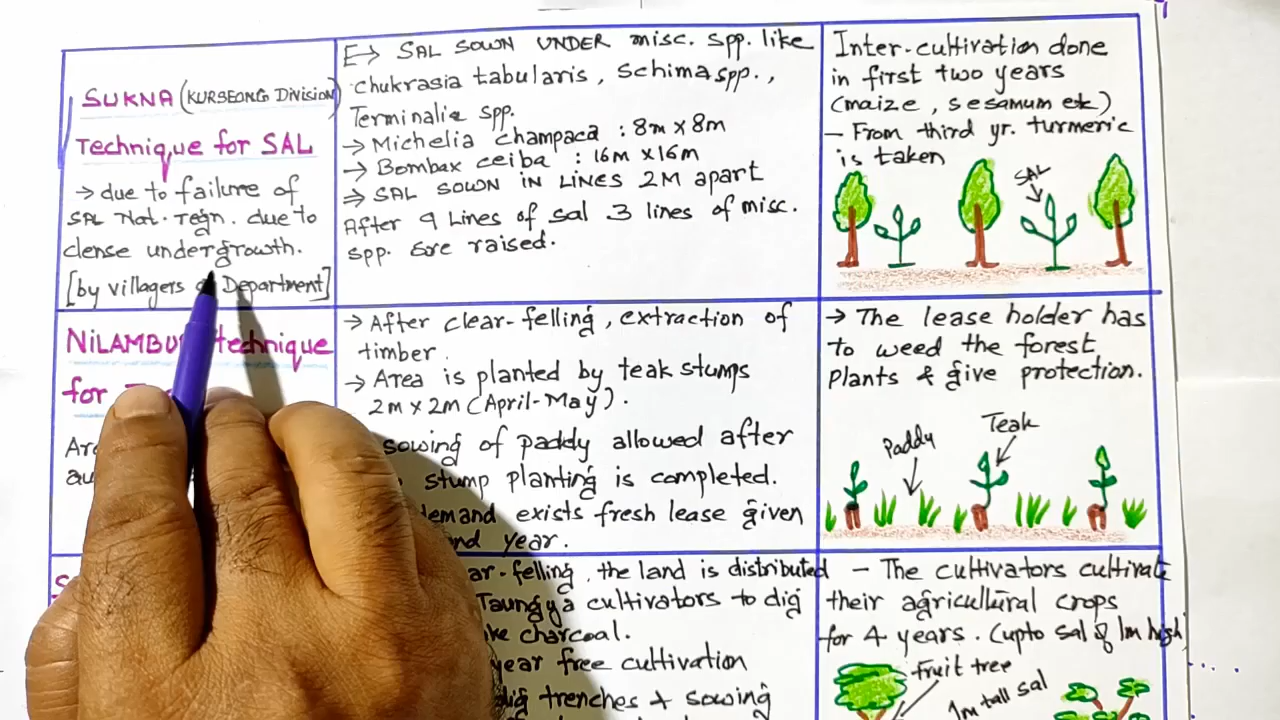 SUKNA (KURSEONG DIVISION)
Technique for SAL
→ due to failure of
SAL Nat. regn. due to
dense undergrowth.
[by villagers Department]
E→ SAL SOWN UNDER misc. spp. like
chukrasia tabularis, Schima spp.,
Terminalia spp.
→ Michelia champaca : 8m x 8m
→ Bombax ceiba : 16m x 16m
⇒ SAL SOWN IN LINES 2M apart
After 9 Lines of sal 3 lines of misc.
spp. are raised.
Inter-cultivation done
in first two years
(maize, sesamum etc)
- From third yr. turmeric
is taken
SAL
NILAMBU technique
for
→ After clear-felling, extraction of
timber.
→ Area is planted by teak stumps
2m x 2m (April-May).
sowing of paddy allowed after
stump planting is completed.
demand exists fresh lease given
year.
→ The lease holder has
to weed the forest
plants & give protection.
Paddy
Teak
ar-felling, the land is distributed
Taungya cultivators to dig
ke charcoal.
year free cultivation
dig trenches & sowing
- The cultivators cultivate
their agricultural crops
for 4 years. (upto sal of 1m high)
fruit tree
1m tall sal